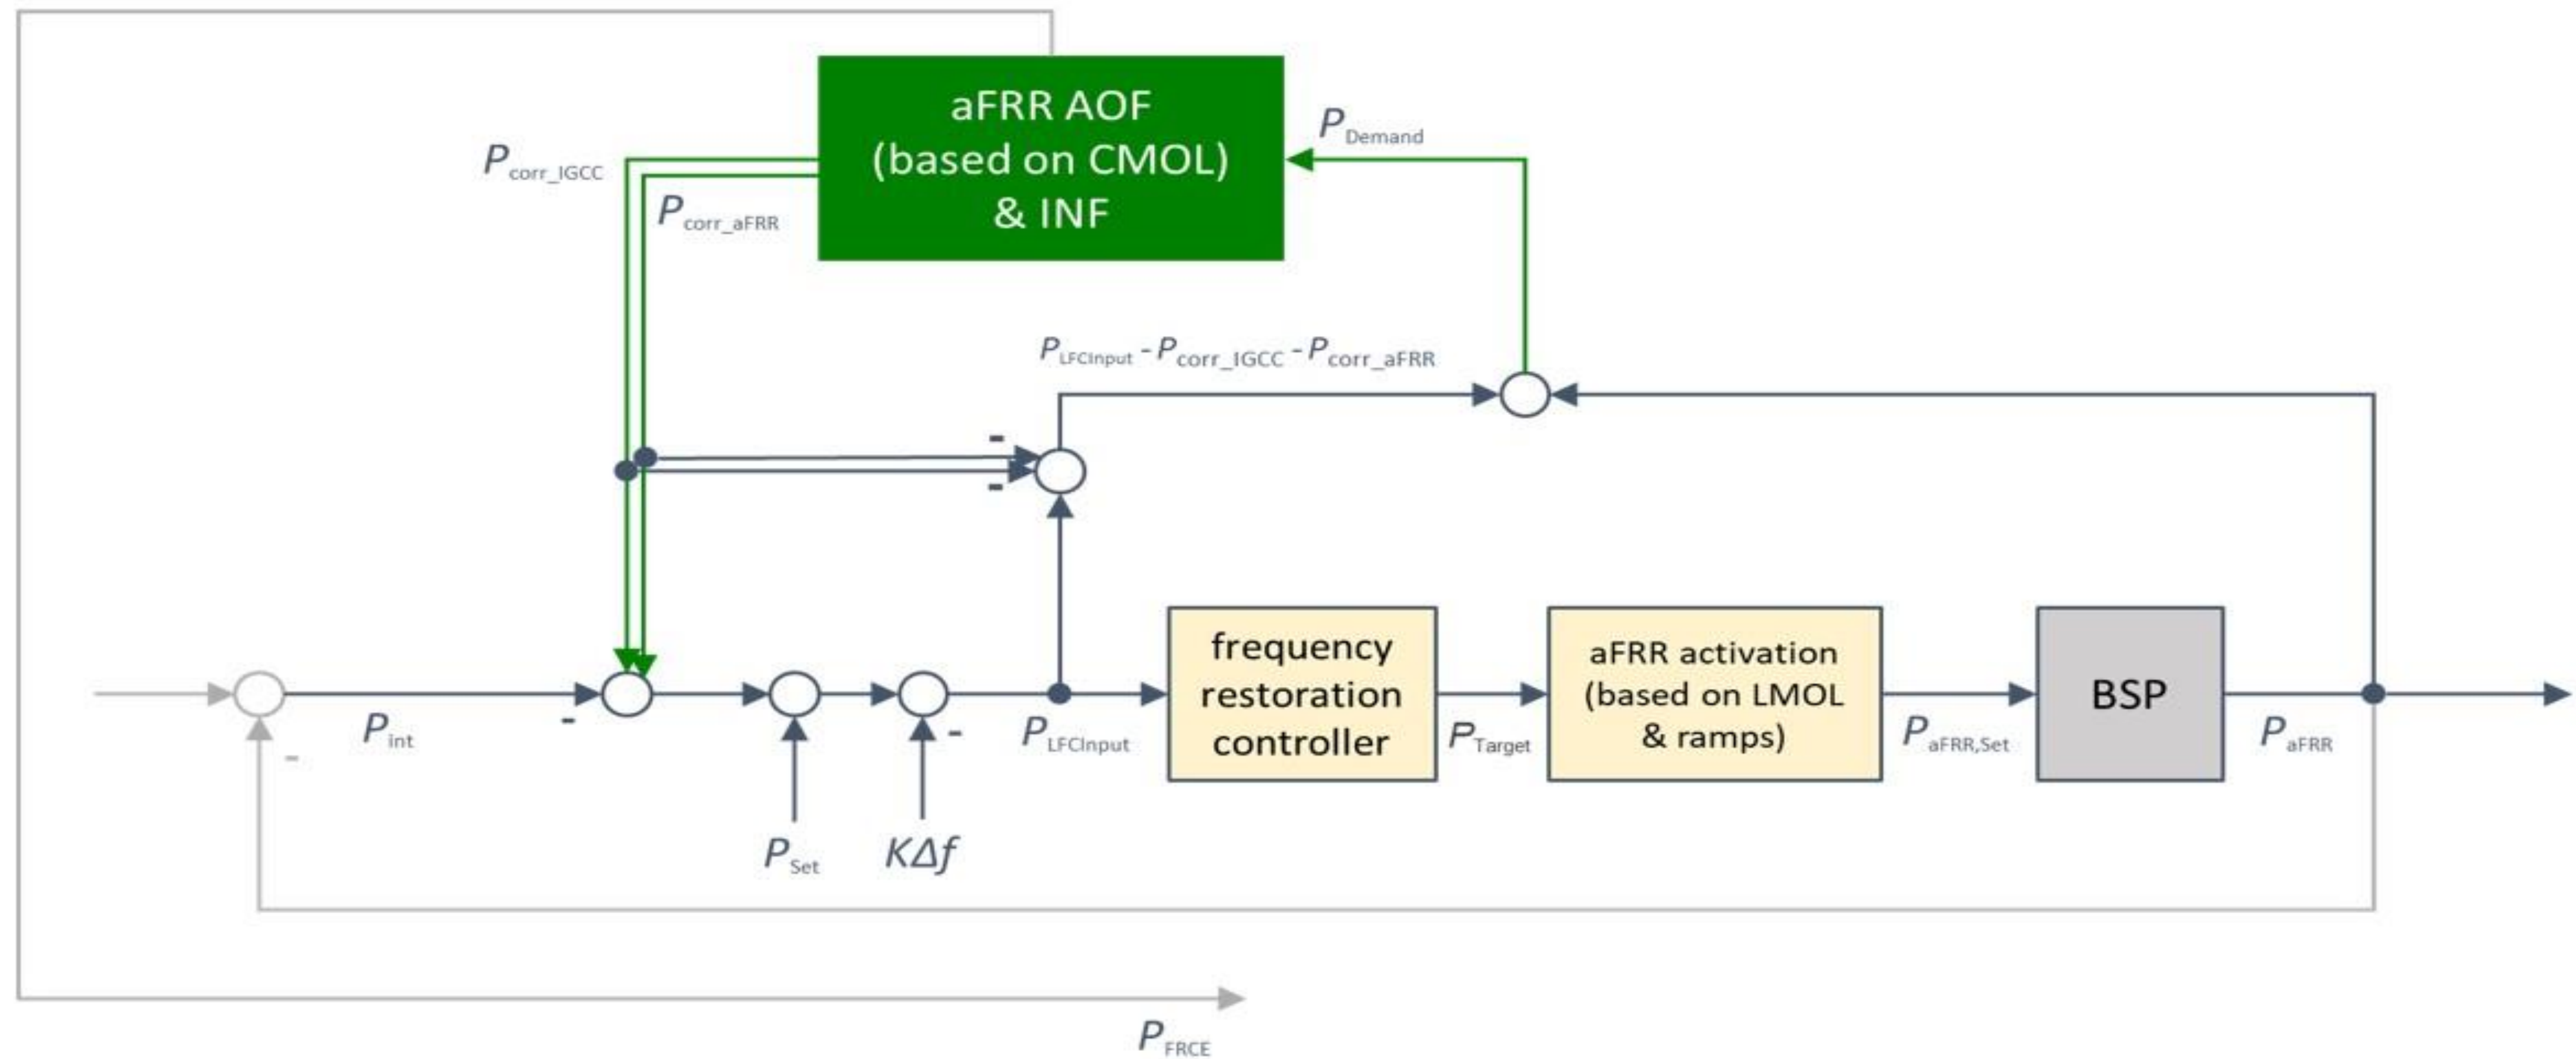 aFRR AOF
(based on CMOL)
& INF
P Demand
P corr_IGCC
P corr_aFRR
P LFCInput - P corr_IGCC - P corr_aFRR
-
-
frequency
restoration
controller
aFRR activation
(based on LMOL
& ramps)
BSP
P int
-
-
-
P LFCInput
P Target
P aFRR,Set
P aFRR
P Set
KΔf
P FRCE